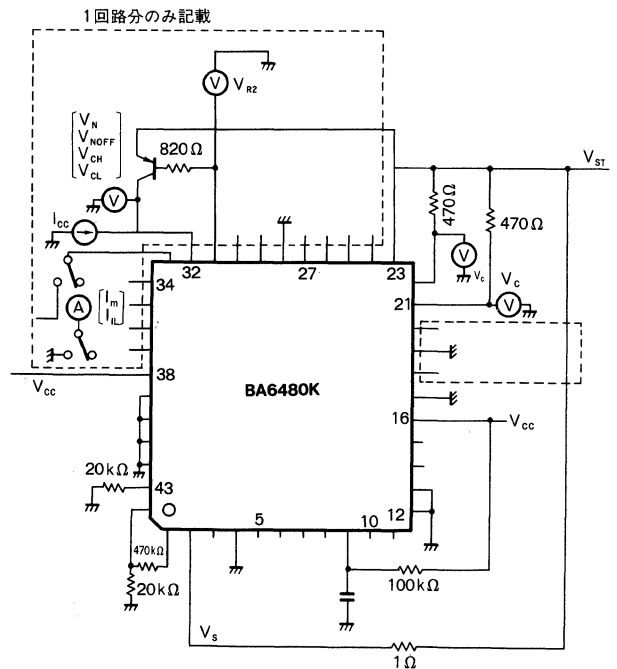 1回路分のみ記載
V
V_R2
V_N
V_NOFF
V_CH
V_CL
820Ω
V
V_ST
I_CC
470Ω
470Ω
V
V_C
V_C
V
32
27
23
34
21
A
I_m
I_IL
38
V_CC
BA6480K
16
V_CC
20kΩ
43
5
10
12
470kΩ
20kΩ
100kΩ
V_S
1Ω